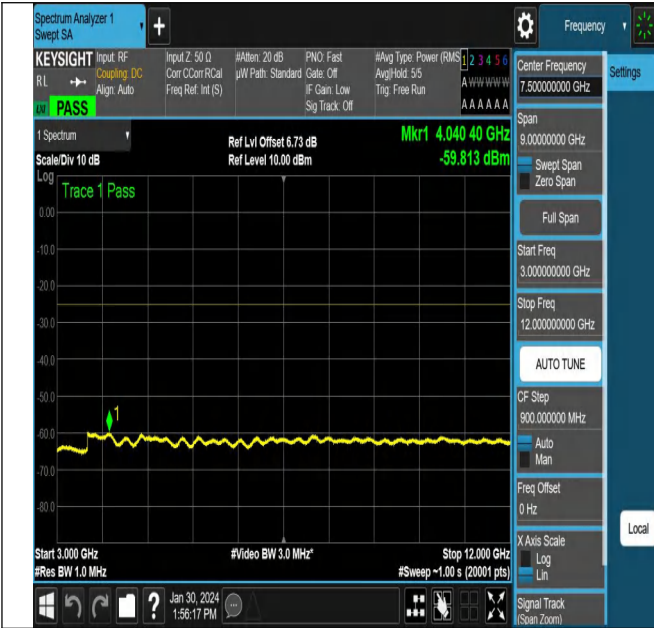 Spectrum Analyzer 1
Swept SA
Frequency
KEYSIGHT
RL
PASS
Input: RF
Coupling: DC
Align: Auto
Input Z: 50 Ω
Corr CCorr RCal
Freq Ref: Int (S)
#Atten: 20 dB
µW Path: Standard
PNO: Fast
Gate: Off
IF Gain: Low
Sig Track: Off
#Avg Type: Power (RMS
Avg|Hold: 5/5
Trig: Free Run
1 2 3 4 5 6
A W W W W W
A A A A A A
1 Spectrum
Scale/Div 10 dB
Ref Lvl Offset 6.73 dB
Ref Level 10.00 dBm
Mkr1 4.040 40 GHz
-59.813 dBm
Log
Trace 1 Pass
0.00
-10.0
-20.0
-30.0
-40.0
-50.0
-60.0
-70.0
-80.0
1
Start 3.000 GHz
#Res BW 1.0 MHz
#Video BW 3.0 MHz*
Stop 12.000 GHz
#Sweep ~1.00 s (20001 pts)
Jan 30, 2024
1:56:17 PM
Center Frequency
7.500000000 GHz
Settings
Span
9.00000000 GHz
Swept Span
Zero Span
Full Span
Start Freq
3.000000000 GHz
Stop Freq
12.000000000 GHz
AUTO TUNE
CF Step
900.000000 MHz
Auto
Man
Freq Offset
0 Hz
Local
X Axis Scale
Log
Lin
Signal Track
(Span Zoom)